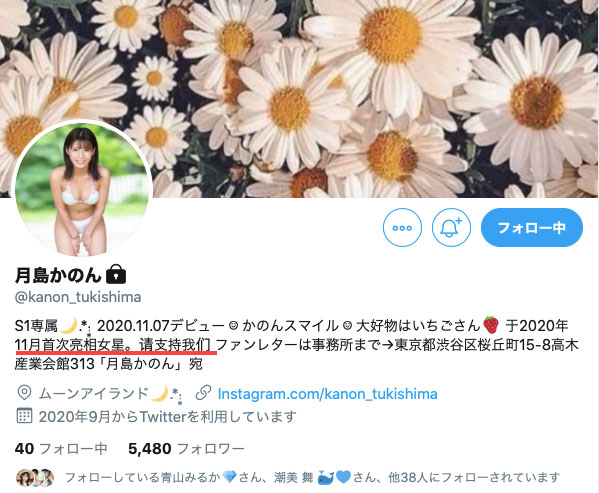 フォロー中
月島かのん
@kanon_tukishima
S1専属🌙.*·̩͙ 2020.11.07デビュー☺かのんスマイル☺大好物はいちごさん🍓 于2020年
11月首次亮相女星。请支持我们 ファンレターは事務所まで→東京都渋谷区桜丘町15-8高木
産業会館313 ｢月島かのん」宛
ムーンアイランド🌙.*·̩͙ Instagram.com/kanon_tukishima
2020年9月からTwitterを利用しています
40 フォロー中 5,480 フォロワー
フォローしている青山みるか💎さん、潮美 舞 🐳💙さん、他38人にフォローされています